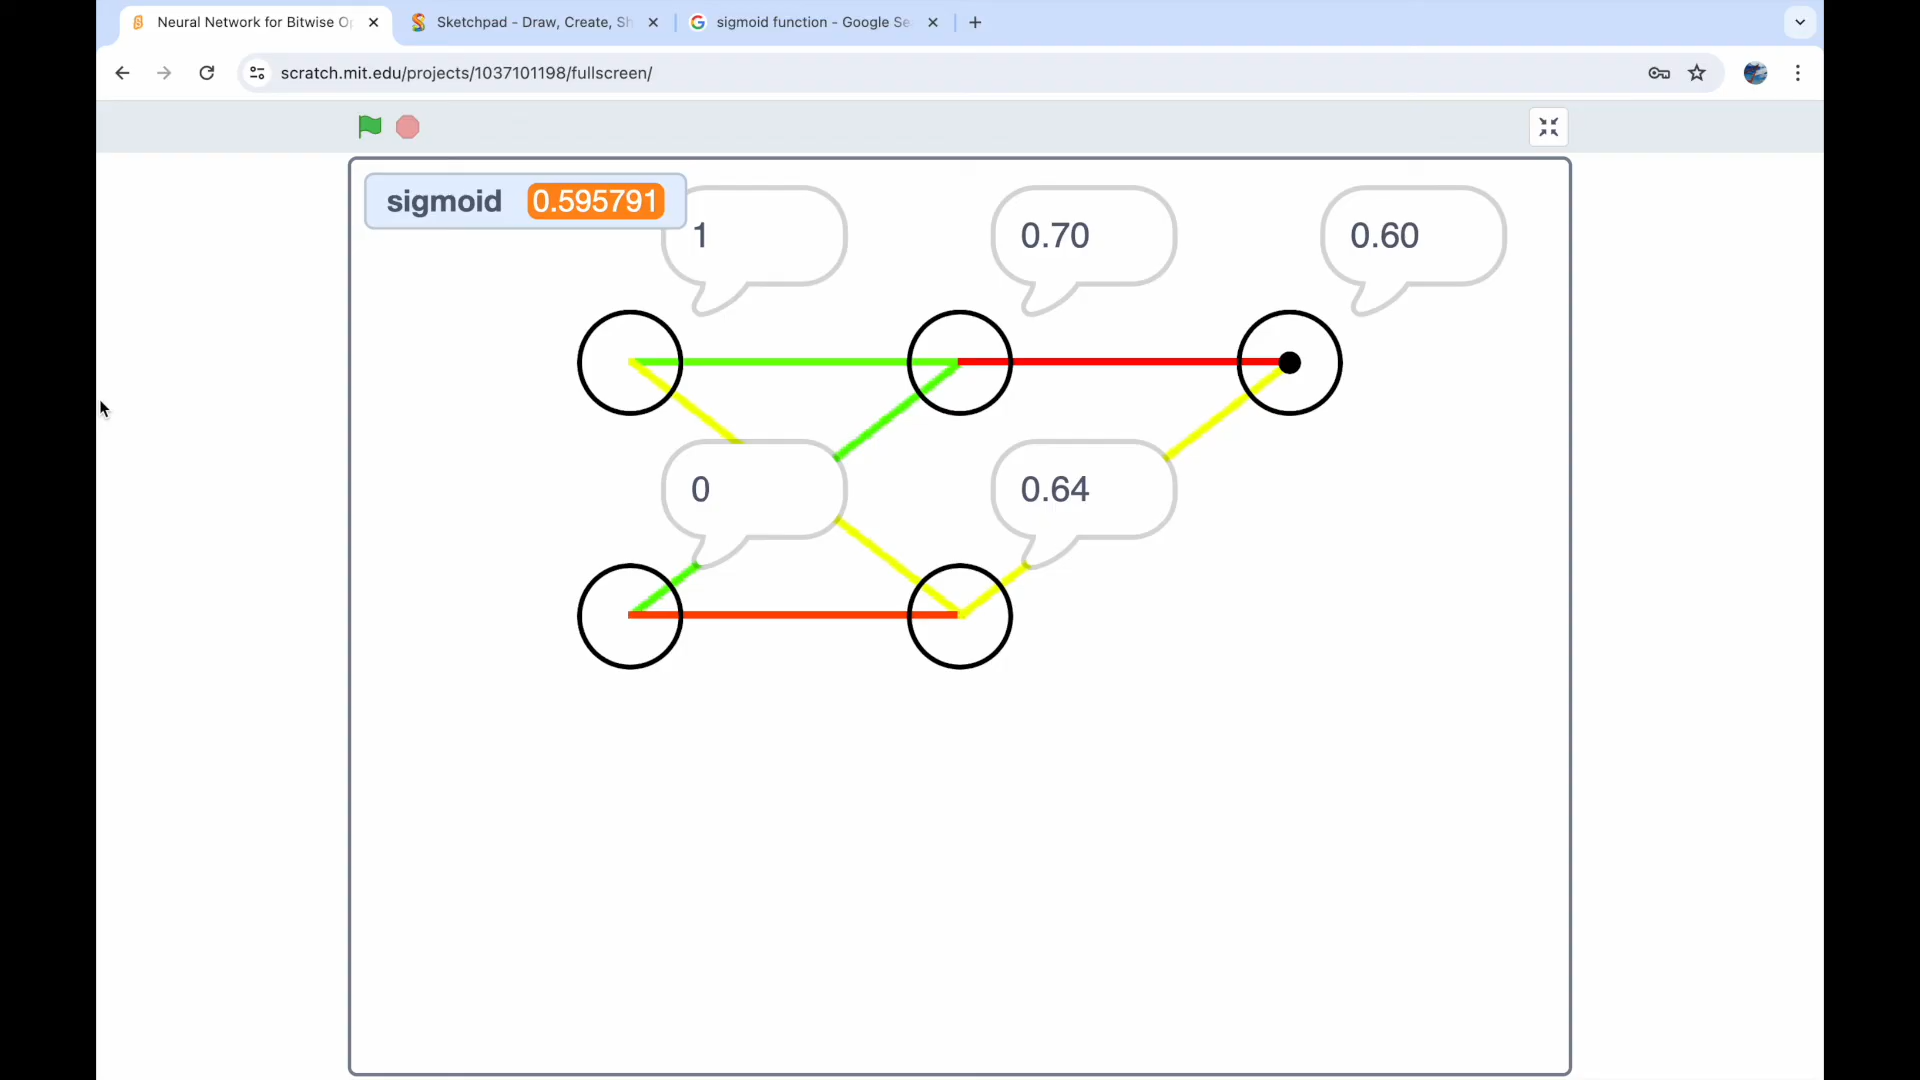 Neural Network for Bitwise Op
Sketchpad - Draw, Create, Sh
sigmoid function - Google Se
scratch.mit.edu/projects/1037101198/fullscreen/
sigmoid 0.595791
1
0.70
0.60
0
0.64